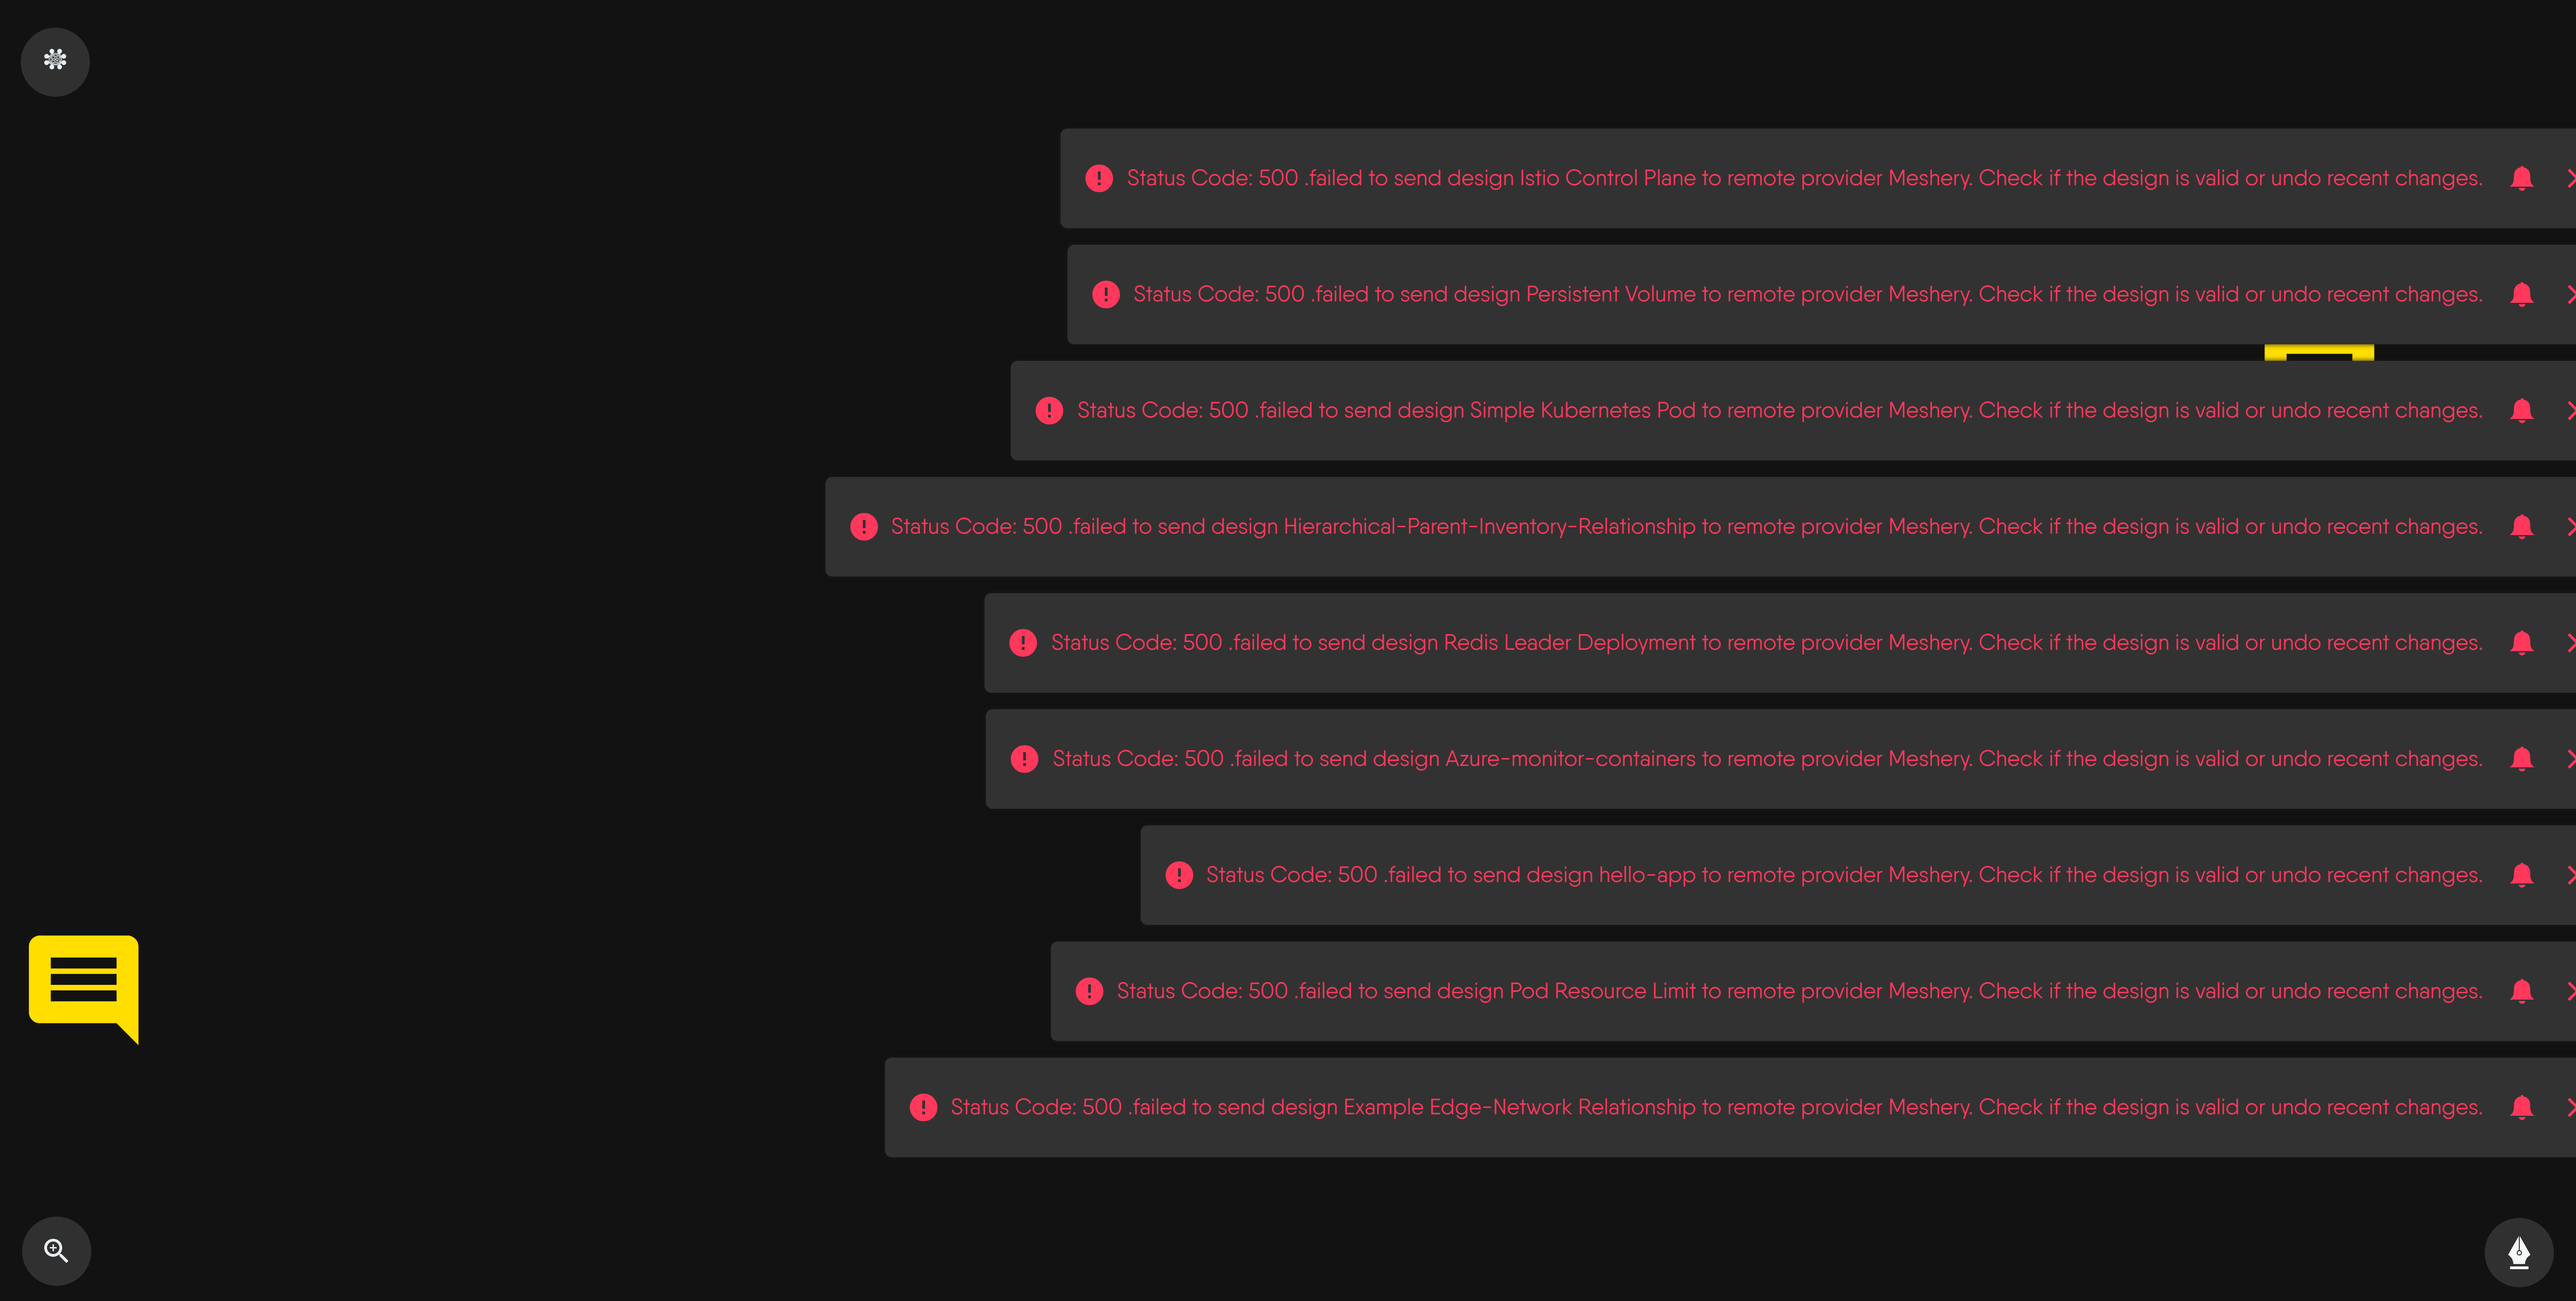 Status Code: 500 .failed to send design Istio Control Plane to remote provider Meshery. Check if the design is valid or undo recent changes.
Status Code: 500 .failed to send design Persistent Volume to remote provider Meshery. Check if the design is valid or undo recent changes.
Status Code: 500 .failed to send design Simple Kubernetes Pod to remote provider Meshery. Check if the design is valid or undo recent changes.
Status Code: 500 .failed to send design Hierarchical-Parent-Inventory-Relationship to remote provider Meshery. Check if the design is valid or undo recent changes.
Status Code: 500 .failed to send design Redis Leader Deployment to remote provider Meshery. Check if the design is valid or undo recent changes.
Status Code: 500 .failed to send design Azure-monitor-containers to remote provider Meshery. Check if the design is valid or undo recent changes.
Status Code: 500 .failed to send design hello-app to remote provider Meshery. Check if the design is valid or undo recent changes.
Status Code: 500 .failed to send design Pod Resource Limit to remote provider Meshery. Check if the design is valid or undo recent changes.
Status Code: 500 .failed to send design Example Edge-Network Relationship to remote provider Meshery. Check if the design is valid or undo recent changes.